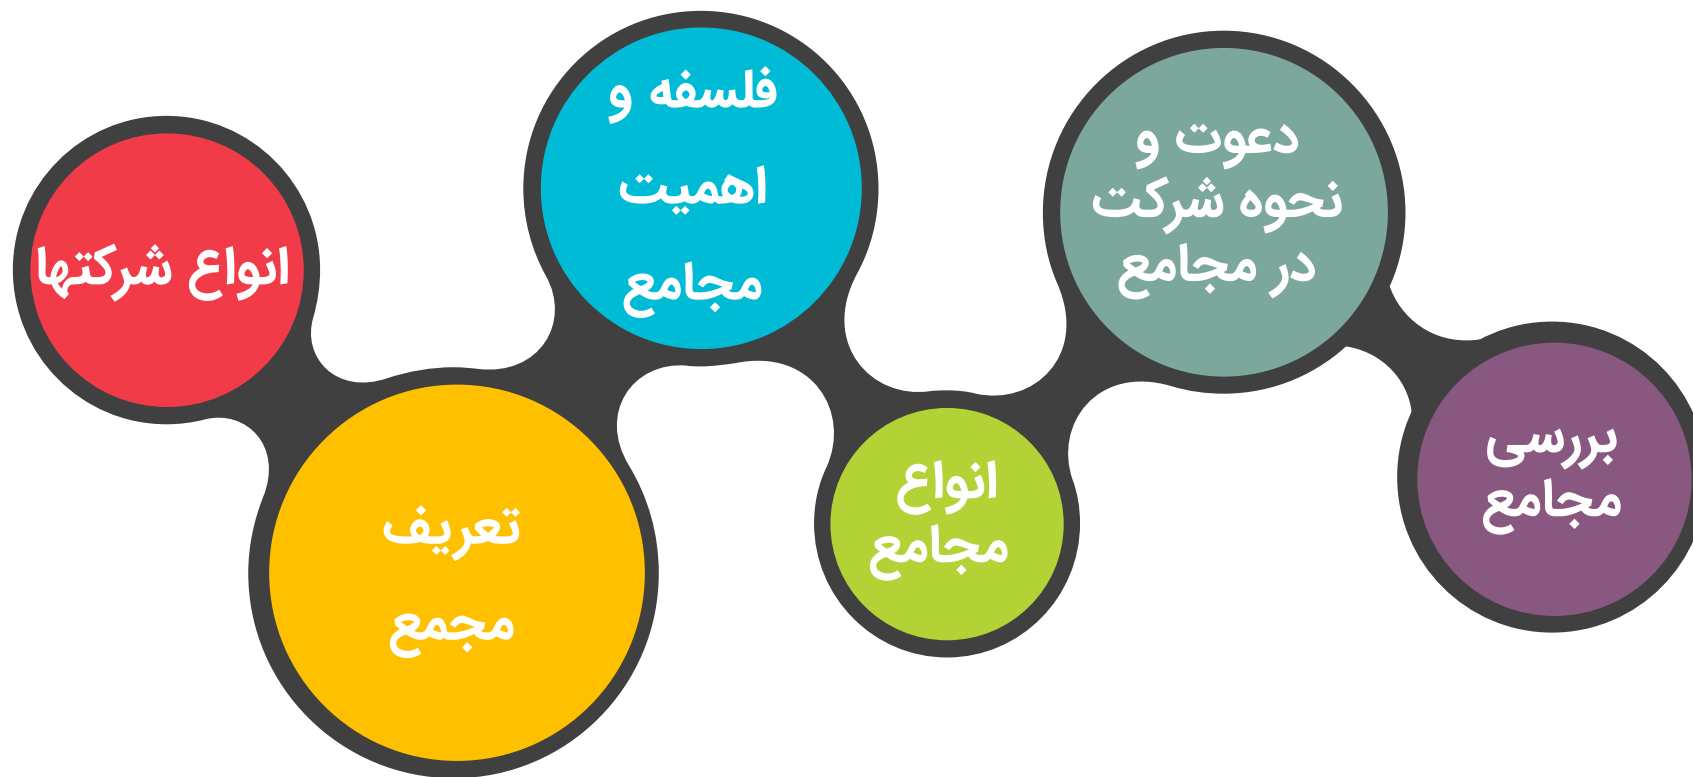 انواع شرکتها
تعریف
مجمع
فلسفه و
اهمیت
مجامع
انواع
مجامع
دعوت و
نحوه شرکت
در مجامع
بررسی
مجامع